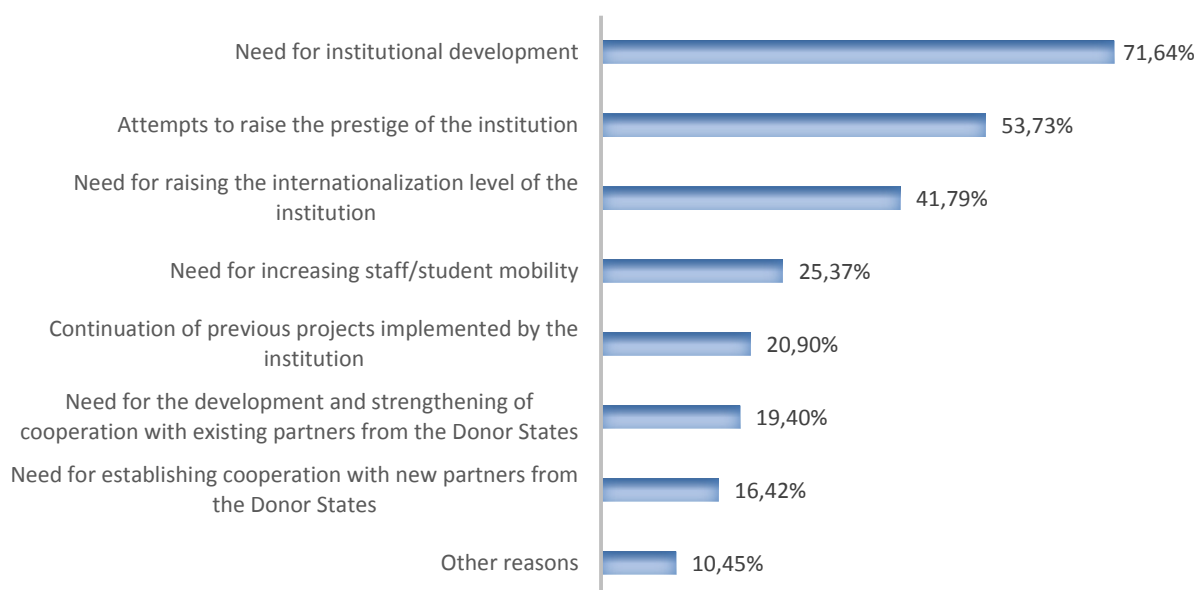 Need for institutional development
71,64%
Attempts to raise the prestige of the institution
53,73%
Need for raising the internationalization level of the
institution
41,79%
Need for increasing staff/student mobility
25,37%
Continuation of previous projects implemented by the
institution
20,90%
Need for the development and strengthening of
cooperation with existing partners from the Donor States
19,40%
Need for establishing cooperation with new partners from
the Donor States
16,42%
Other reasons
10,45%